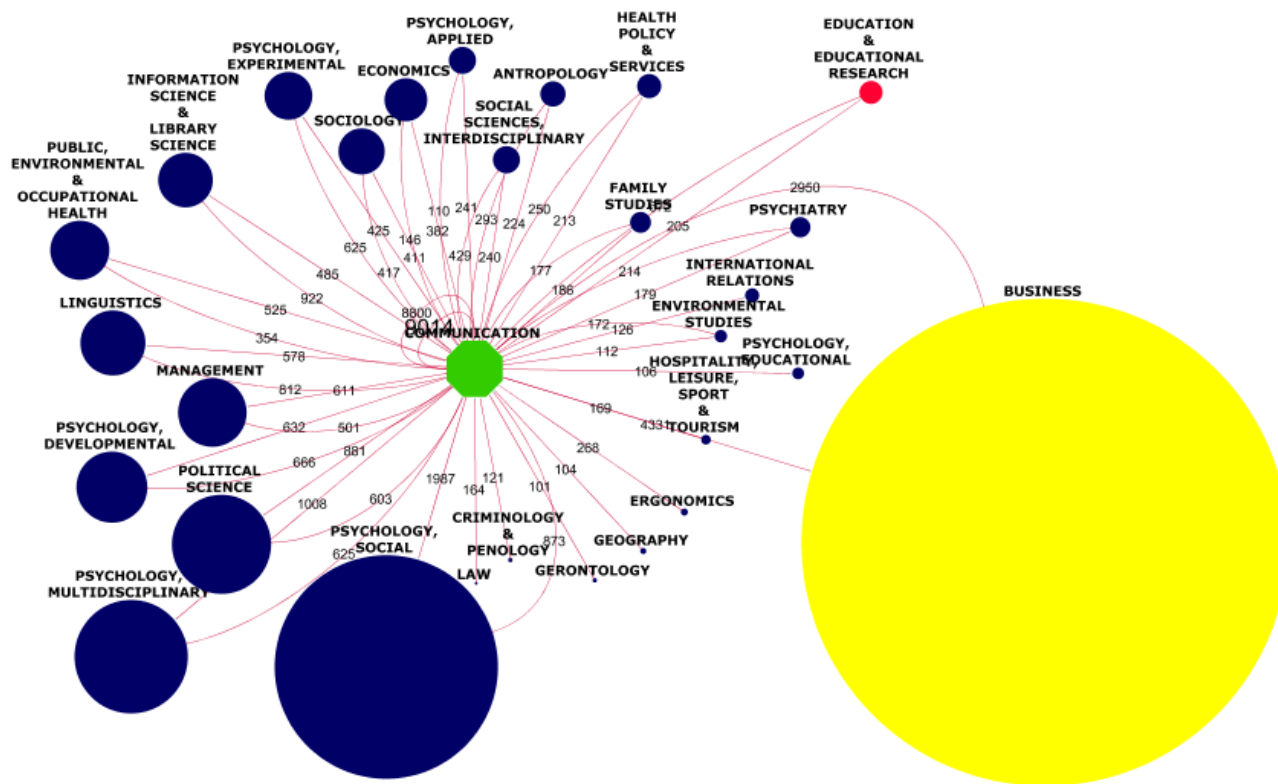 PSYCHOLOGY,
APPLIED
HEALTH
POLICY
&
SERVICES
EDUCATION
&
EDUCATIONAL
RESEARCH
PSYCHOLOGY,
EXPERIMENTAL
ECONOMICS
ANTROPOLOGY
INFORMATION
SCIENCE
&
LIBRARY
SCIENCE
SOCIOLOGY
SOCIAL
SCIENCES,
INTERDISCIPLINARY
PUBLIC,
ENVIRONMENTAL
&
OCCUPATIONAL
HEALTH
FAMILY
STUDIES
2950
PSYCHIATRY
110
241
293
224
250
213
205
425
146
382
625
411
429
240
417
177
214
186
179
485
922
INTERNATIONAL
RELATIONS
ENVIRONMENTAL
STUDIES
BUSINESS
525
354
8800
9014
COMMUNICATION
172
126
112
LINGUISTICS
578
PSYCHOLOGY,
EDUCATIONAL
106
HOSPITALITY,
LEISURE,
SPORT
&
TOURISM
MANAGEMENT
812
611
169
4331
PSYCHOLOGY,
DEVELOPMENTAL
632
501
881
666
268
POLITICAL
SCIENCE
1987
164
121
101
104
1008
603
ERGONOMICS
PSYCHOLOGY,
SOCIAL
625
CRIMINOLOGY
&
PENOLOGY
873
GEOGRAPHY
LAW
GERONTOLOGY
PSYCHOLOGY,
MULTIDISCIPLINARY